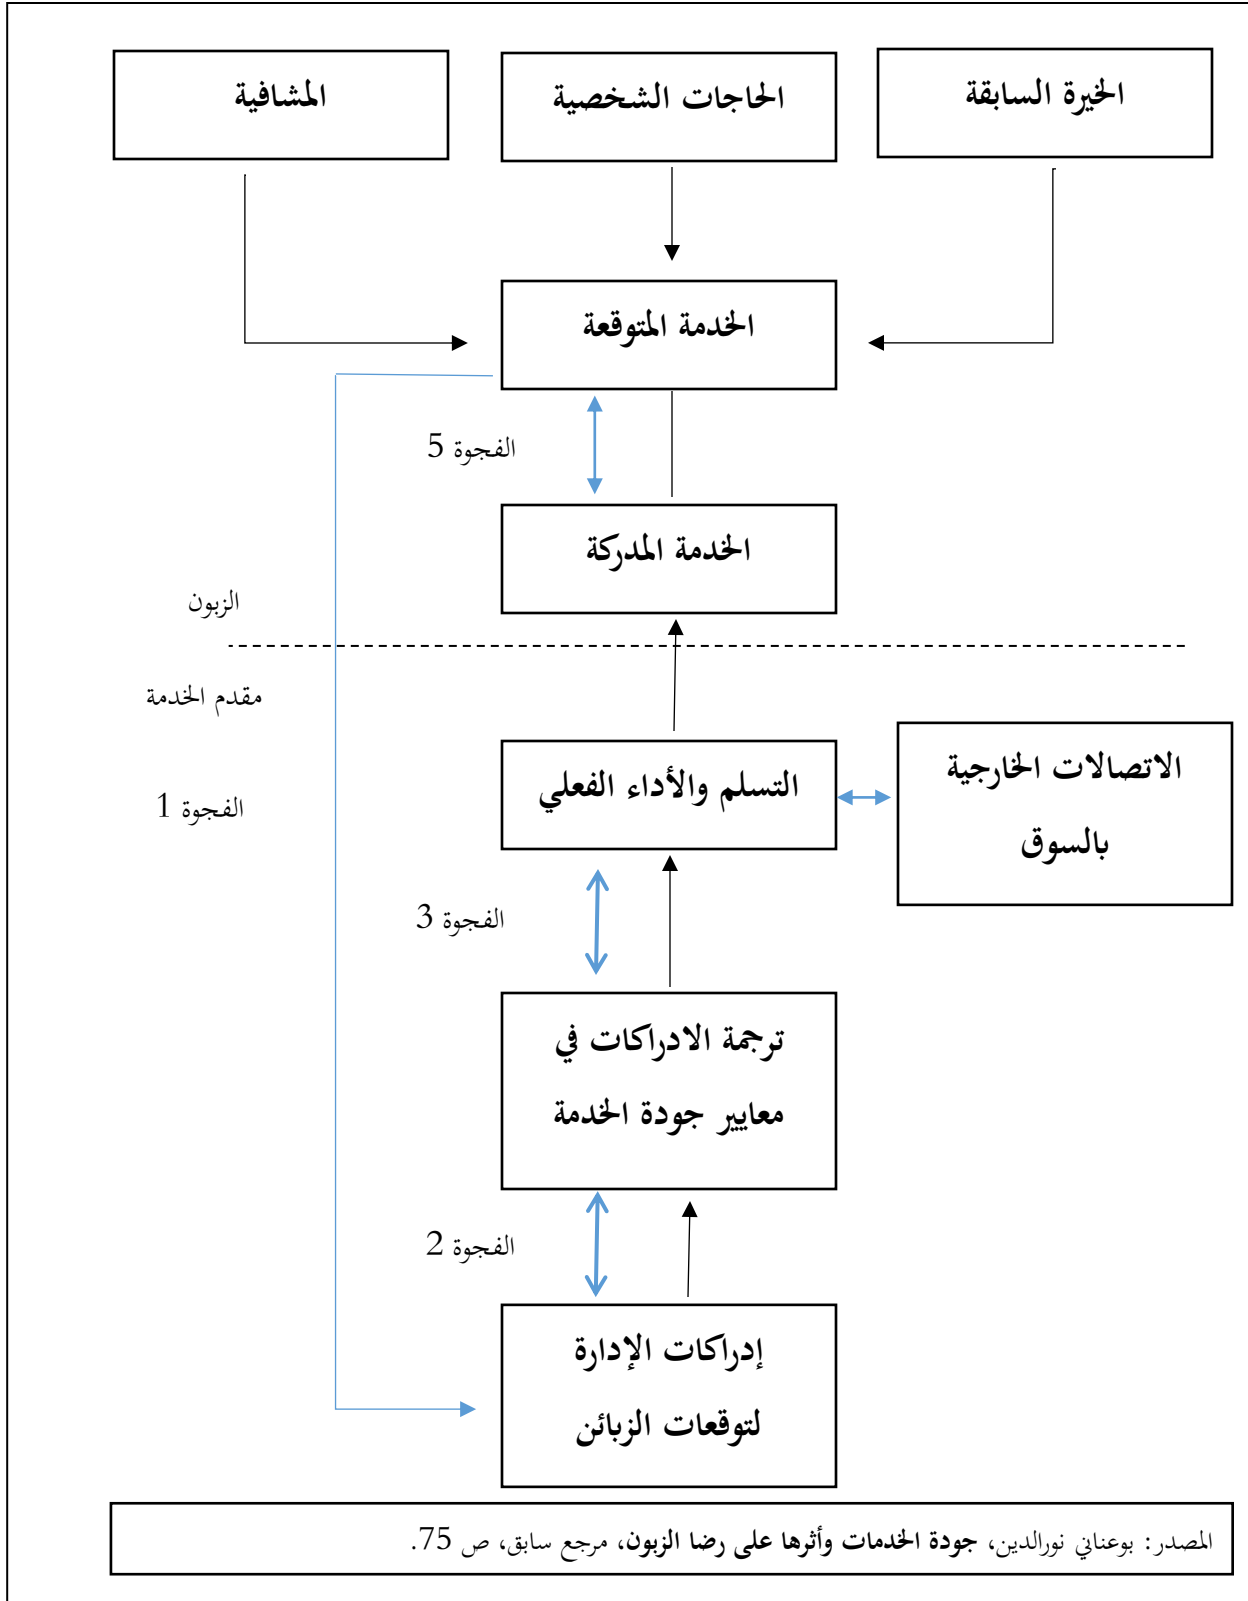 الخيرة السابقة
الحاجات الشخصية
المشافية
الخدمة المتوقعة
الفجوة 5
الخدمة المدركة
الزبون
مقدم الخدمة
الاتصالات الخارجية
بالسوق
التسلم والأداء الفعلي
الفجوة 1
الفجوة 3
ترجمة الادراكات في
معايير جودة الخدمة
الفجوة 2
إدراكات الإدارة
لتوقعات الزبائن
المصدر: بوعناني نورالدين، جودة الخدمات وأثرها على رضا الزبون، مرجع سابق، ص 75.